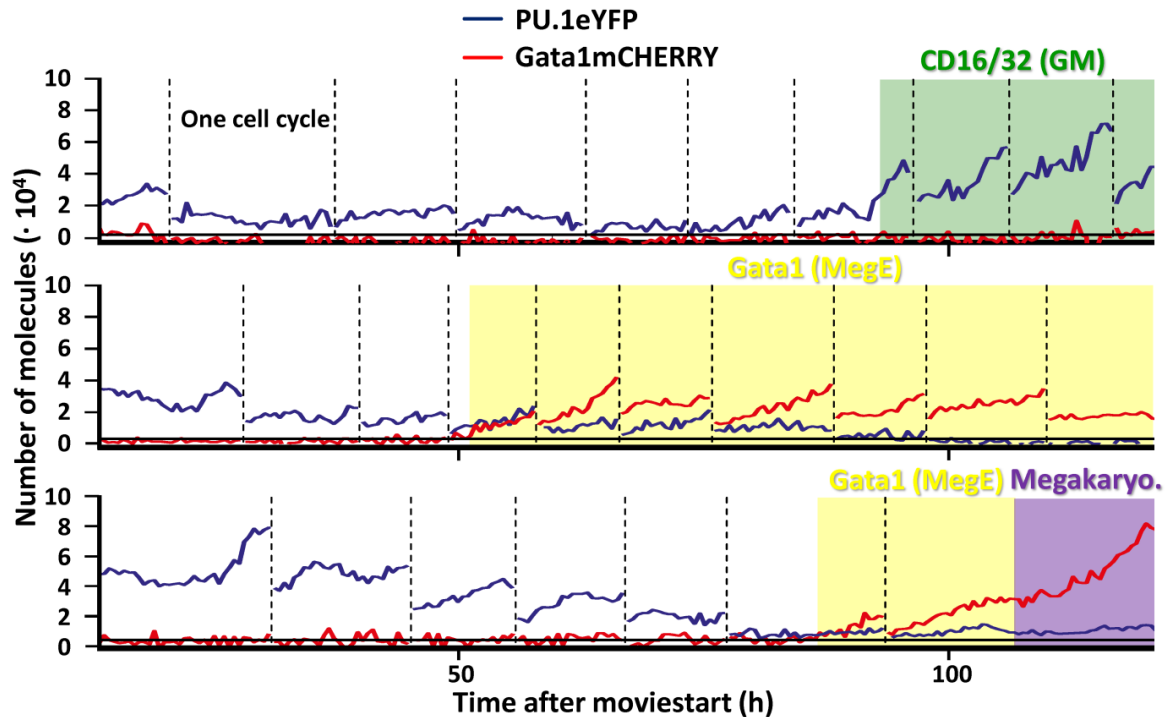 PU.1eYFP
Gata1mCHERRY
CD16/32 (GM)
10
8
6
4
2
0
One cell cycle
Gata1 (MegE)
10
8
6
4
2
0
Gata1 (MegE) Megakaryo.
10
8
6
4
2
0
50
100
Number of molecules (· 10⁴)
Time after moviestart (h)